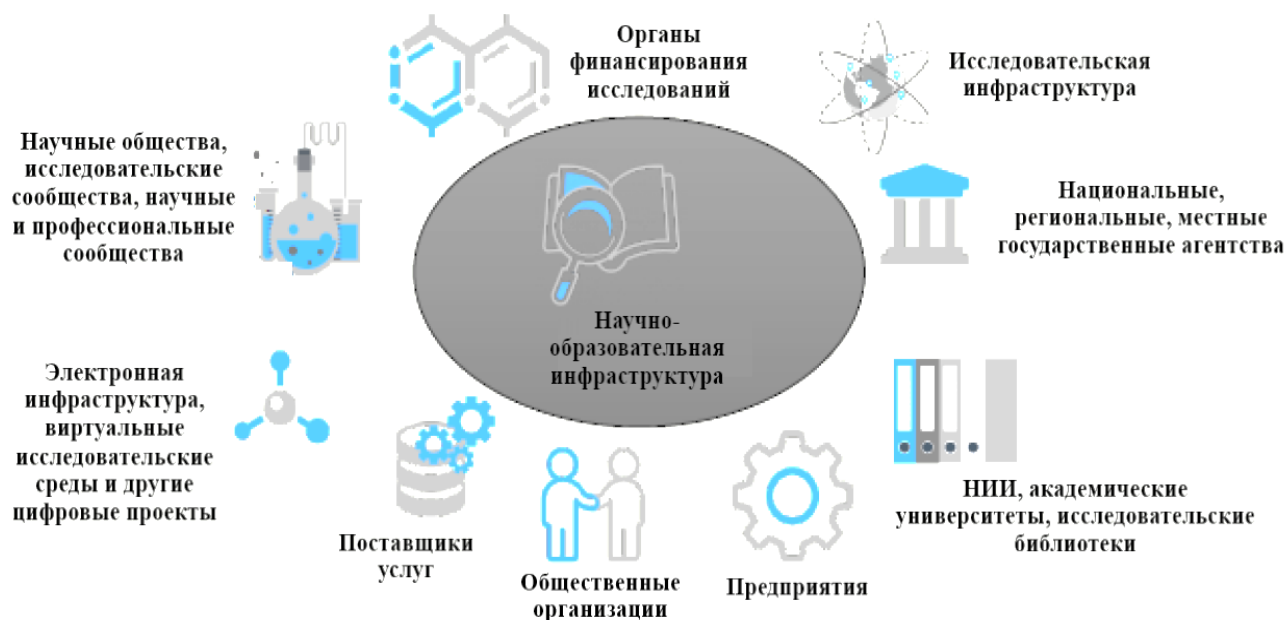 Органы
финансирования
исследований
Исследовательская
инфраструктура
Научные общества,
исследовательские
сообщества, научные
и профессиональные
сообщества
Национальные,
региональные, местные
государственные агентства
Научно-
образовательная
инфраструктура
Электронная
инфраструктура,
виртуальные
исследовательские
среды и другие
цифровые проекты
НИИ, академические
университеты, исследовательские
библиотеки
Поставщики
услуг
Общественные
организации
Предприятия